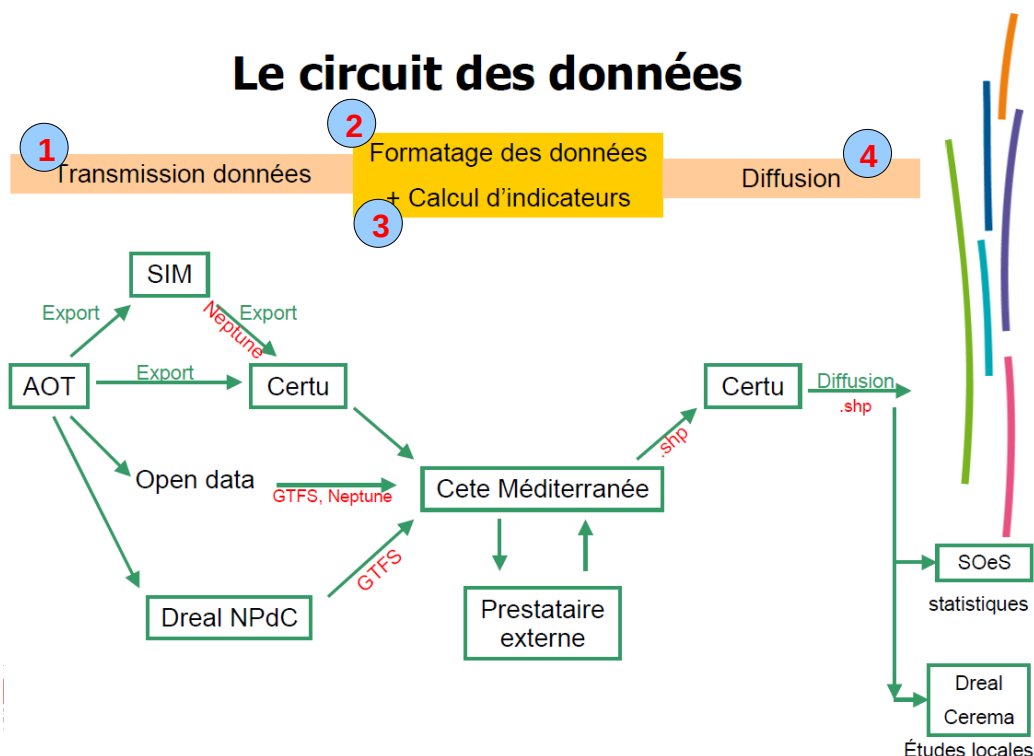 Le circuit des données
1
Transmission données
2
Formatage des données
+ Calcul d'indicateurs
3
Diffusion
4
SIM
Export
Neptune
Export
AOT
Export
Certu
Certu
Diffusion
.shp
.shp
Open data
GTFS, Neptune
Cete Méditerranée
GTFS
Dreal NPdC
Prestataire
externe
SOeS
statistiques
Dreal
Cerema
Études locales